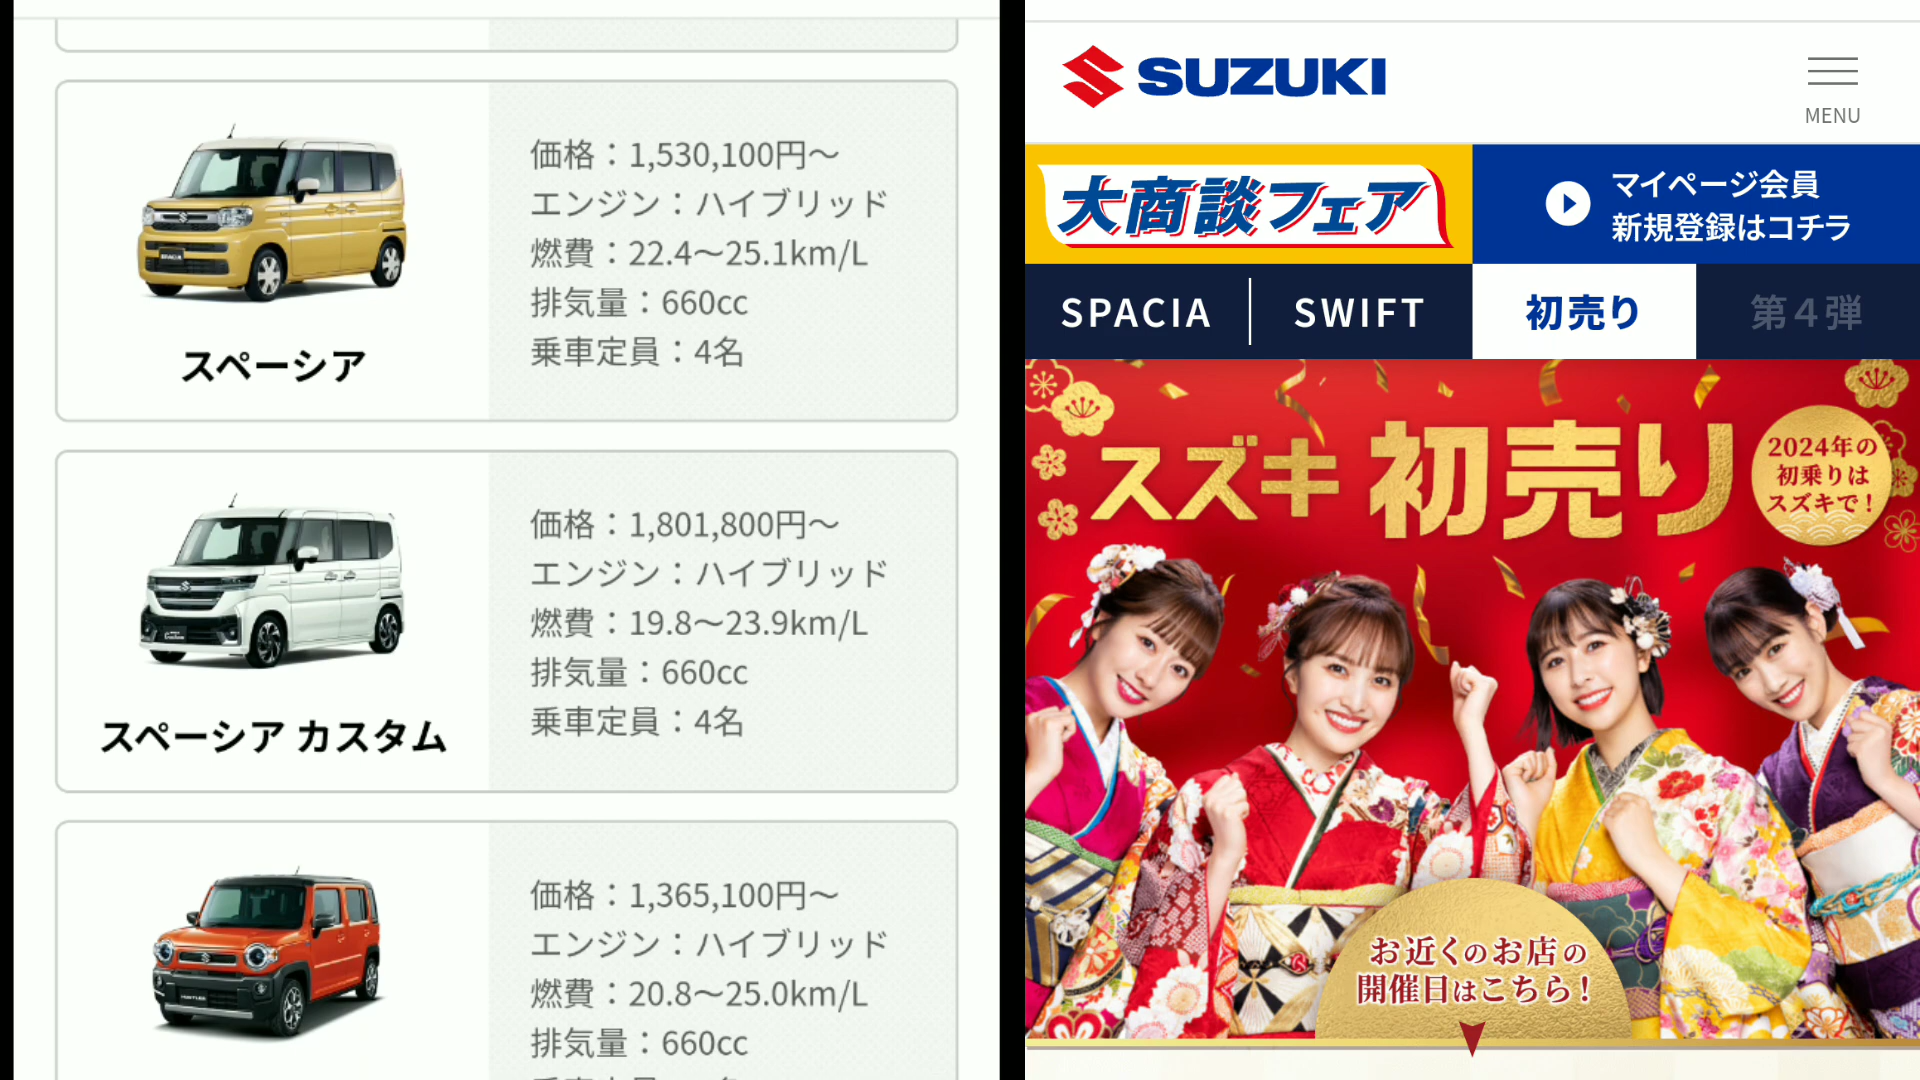 価格：1,530,100円～
エンジン：ハイブリッド
燃費：22.4～25.1km/L
排気量：660cc
乗車定員：4名
スペーシア
価格：1,801,800円～
エンジン：ハイブリッド
燃費：19.8～23.9km/L
排気量：660cc
乗車定員：4名
スペーシア カスタム
価格：1,365,100円～
エンジン：ハイブリッド
燃費：20.8～25.0km/L
排気量：660cc
SUZUKI
MENU
大商談フェア
マイページ会員
新規登録はコチラ
SPACIA
SWIFT
初売り
第4弾
スズキ 初売り
2024年の
初乗りは
スズキで！
お近くのお店の
開催日はこちら！